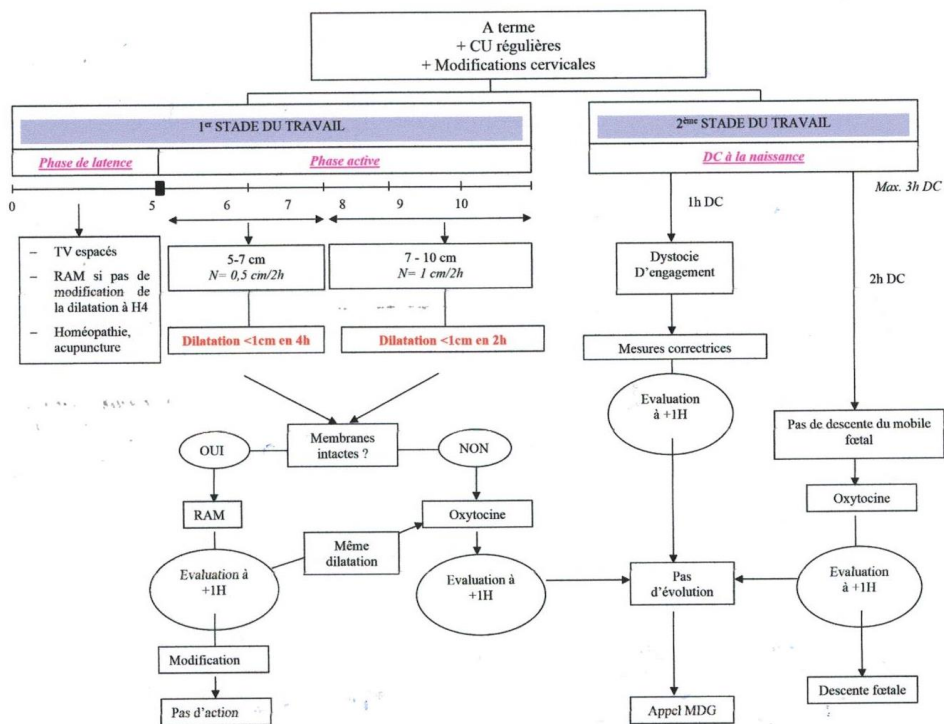 A terme
+ CU régulières
+ Modifications cervicales
1er STADE DU TRAVAIL
2ème STADE DU TRAVAIL
Phase de latence
Phase active
DC à la naissance
0
5
6
7
8
9
10
1h DC
Max. 3h DC
2h DC
– TV espacés
– RAM si pas de
modification de
la dilatation à H4
– Homéopathie,
acupuncture
5-7 cm
N= 0,5 cm/2h
7 - 10 cm
N= 1 cm/2h
Dilatation <1cm en 4h
Dilatation <1cm en 2h
Dystocie
D'engagement
Mesures correctrices
Evaluation
à +1H
Pas de descente du mobile
fœtal
Oxytocine
Membranes
intactes ?
OUI
NON
RAM
Oxytocine
Même
dilatation
Evaluation à
+1H
Evaluation à
+1H
Pas
d'évolution
Evaluation
à +1H
Modification
Pas d'action
Appel MDG
Descente fœtale